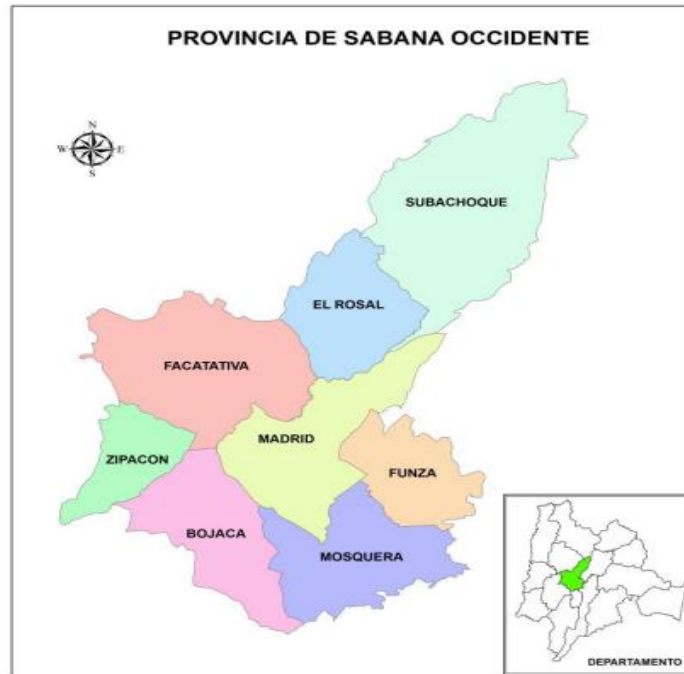 PROVINCIA DE SABANA OCCIDENTE
N
W
E
S
SUBACHOQUE
EL ROSAL
FACATATIVA
MADRID
ZIPACON
FUNZA
BOJACA
MOSQUERA
DEPARTAMENTO